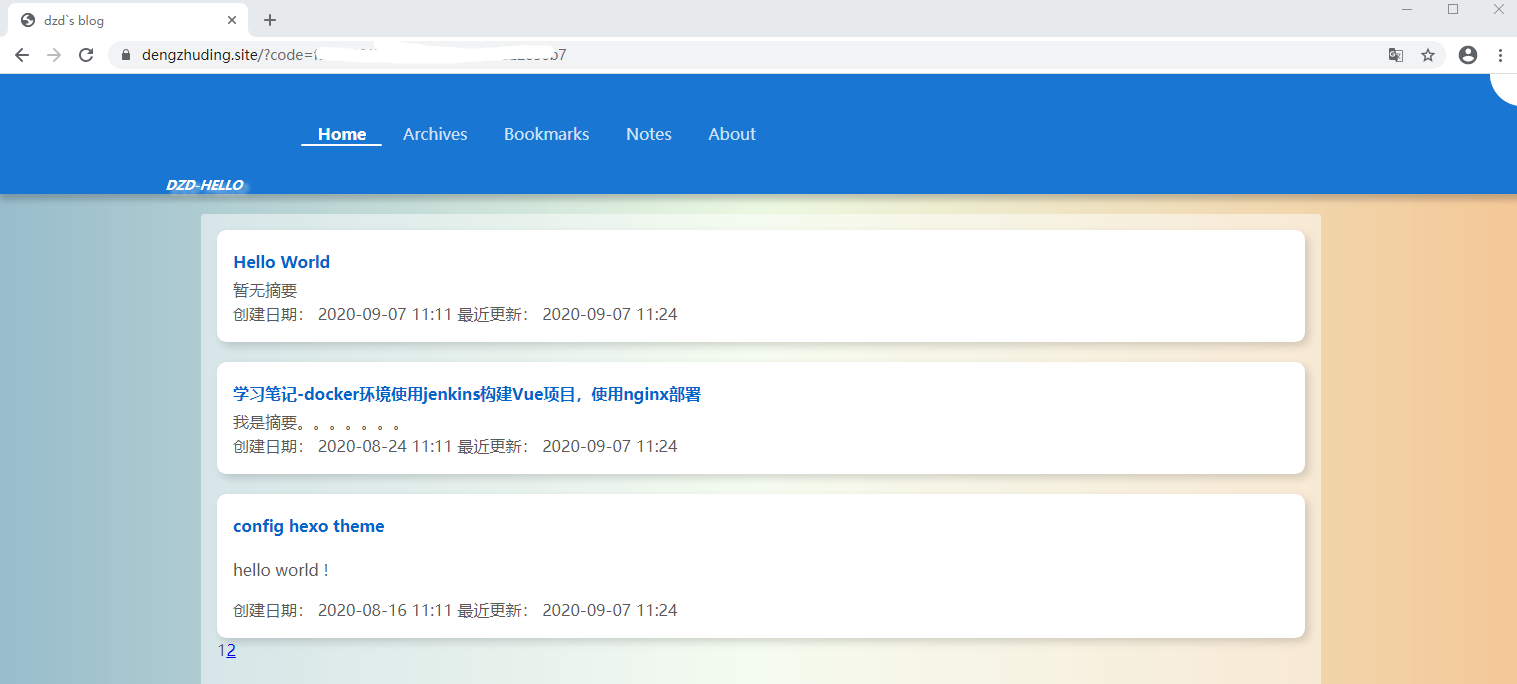 dzd`s blog
dengzhuding.site/?code=
Home Archives Bookmarks Notes About
DZD-HELLO
Hello World
暂无摘要
创建日期： 2020-09-07 11:11 最近更新： 2020-09-07 11:24
学习笔记-docker环境使用jenkins构建Vue项目，使用nginx部署
我是摘要。。。。。。。
创建日期： 2020-08-24 11:11 最近更新： 2020-09-07 11:24
config hexo theme
hello world !
创建日期： 2020-08-16 11:11 最近更新： 2020-09-07 11:24
12